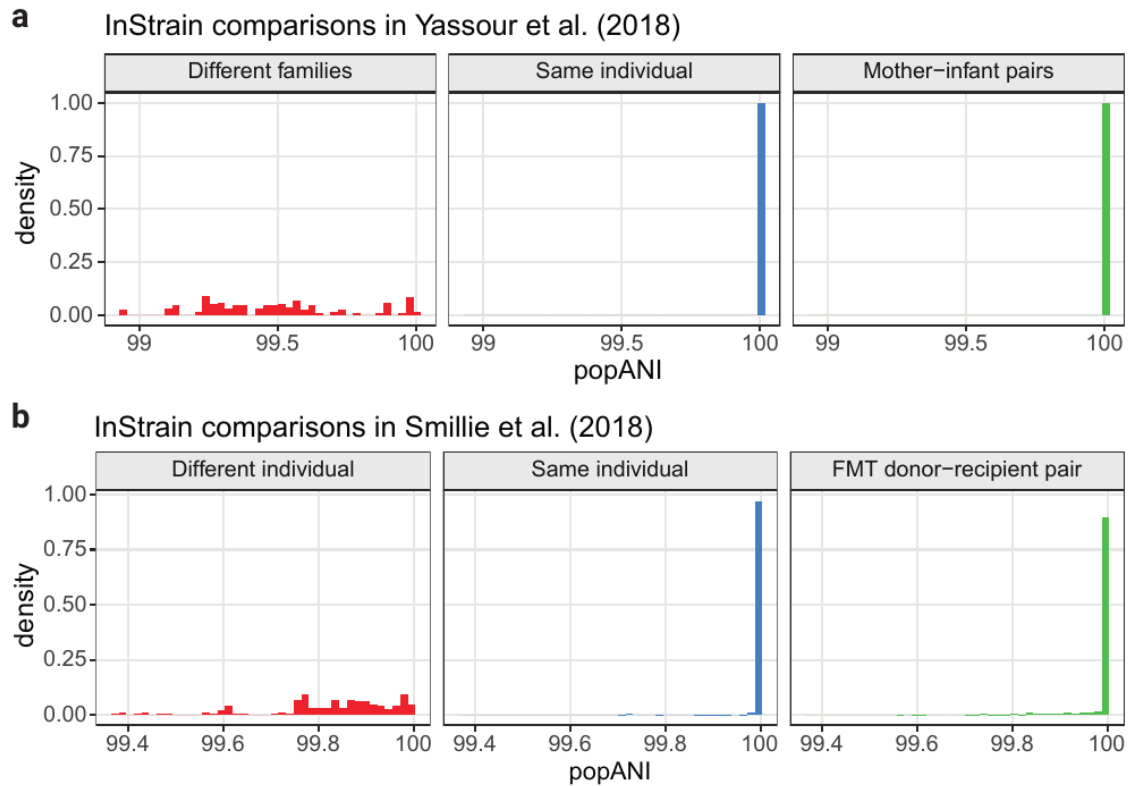 a
InStrain comparisons in Yassour et al. (2018)
Different families
Same individual
Mother−infant pairs
density
1.00
0.75
0.50
0.25
0.00
99 99.5 100
99 99.5 100
99 99.5 100
popANI
b
InStrain comparisons in Smillie et al. (2018)
Different individual
Same individual
FMT donor−recipient pair
density
1.00
0.75
0.50
0.25
0.00
99.4 99.6 99.8 100
99.4 99.6 99.8 100
99.4 99.6 99.8 100
popANI